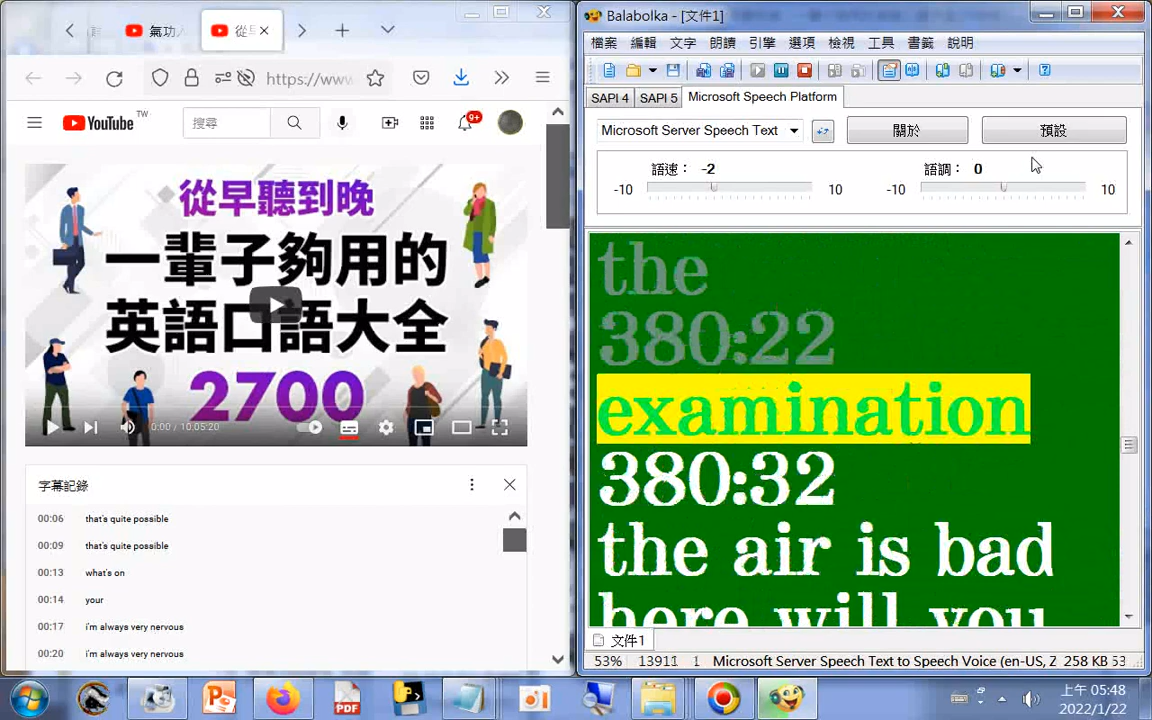 氣功入
從
https://www
YouTube TW
搜尋
9+
從早聽到晚
一輩子夠用的
英語口語大全
2700
0:00 / 10:05:20
字幕記錄
00:06 that's quite possible
00:09 that's quite possible
00:13 what's on
00:14 your
00:17 i'm always very nervous
00:20 i'm always very nervous
Balabolka - [文件1]
檔案 編輯 文字 朗讀 引擎 選項 檢視 工具 書籤 說明
SAPI 4 SAPI 5 Microsoft Speech Platform
Microsoft Server Speech Text
關於
預設
語速： -2
-10 10
語調： 0
-10 10
the
380:22
examination
380:32
the air is bad
here will you
文件1
53% 13911 1 Microsoft Server Speech Text to Speech Voice (en-US, Z 258 KB 53
PDF
上午 05:48
2022/1/22